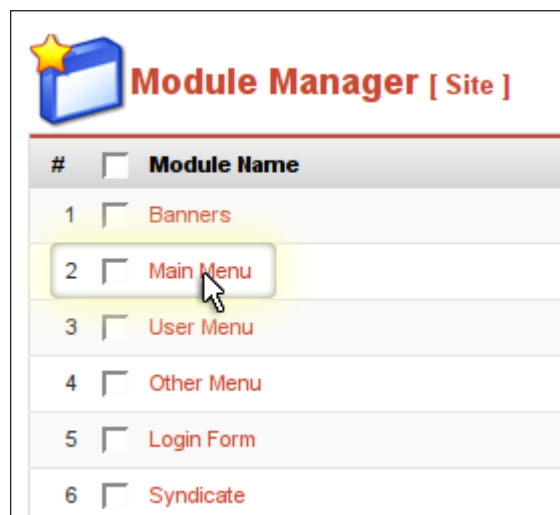 Module Manager [ Site ]
# Module Name
1 Banners
2 Main Menu
3 User Menu
4 Other Menu
5 Login Form
6 Syndicate